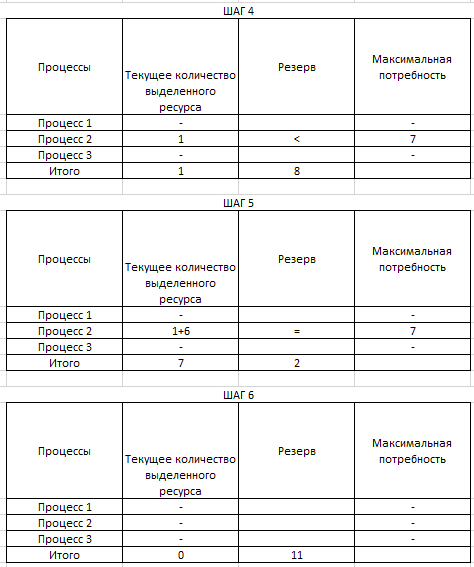 ШАГ 4
Процессы Текущее количество выделенного ресурса Резерв Максимальная потребность
Процесс 1 - -
Процесс 2 1 < 7
Процесс 3 - -
Итого 1 8
ШАГ 5
Процессы Текущее количество выделенного ресурса Резерв Максимальная потребность
Процесс 1 - -
Процесс 2 1+6 = 7
Процесс 3 - -
Итого 7 2
ШАГ 6
Процессы Текущее количество выделенного ресурса Резерв Максимальная потребность
Процесс 1 - -
Процесс 2 - -
Процесс 3 - -
Итого 0 11